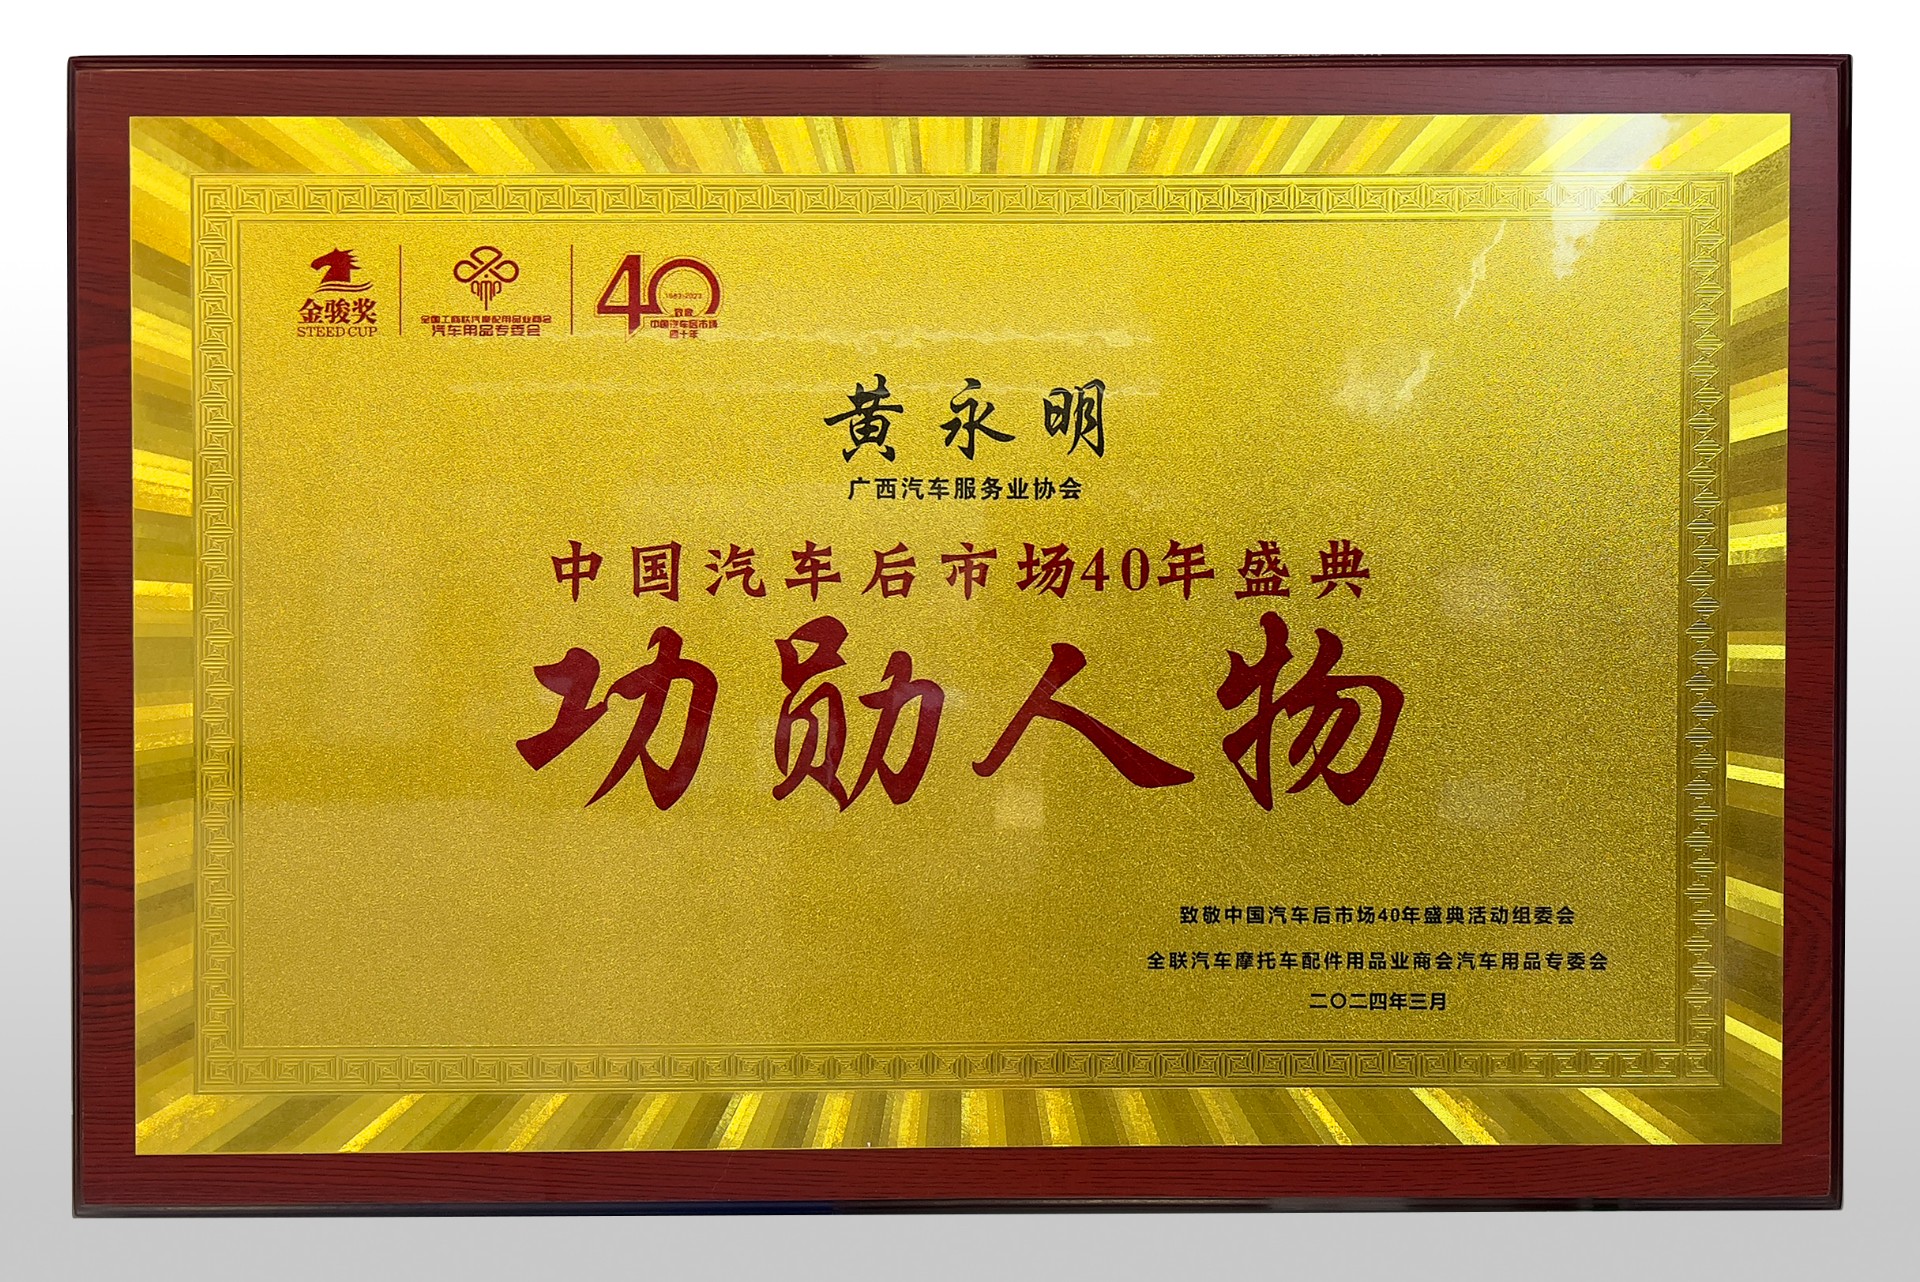 金骏奖
STEED CUP
全国工商联汽摩配用品业商会
汽车用品专委会
40
1983-2023
致敬
中国汽车后市场
四十年
黄永明
广西汽车服务业协会
中国汽车后市场40年盛典
功勋人物
致敬中国汽车后市场40年盛典活动组委会
全联汽车摩托车配件用品业商会汽车用品专委会
二〇二四年三月